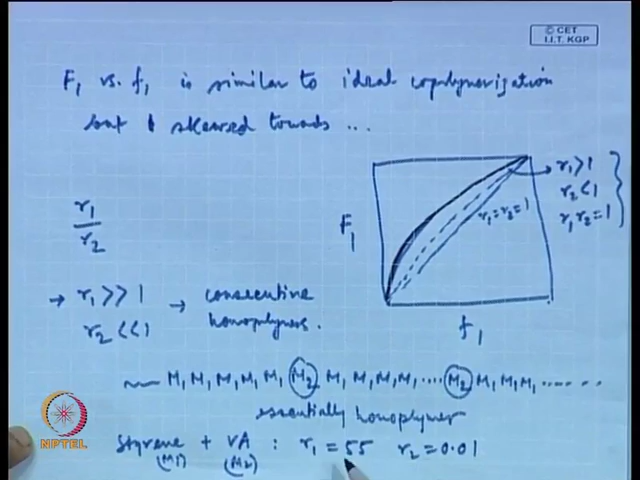 © CET
I.I.T. KGP
F₁ vs. f₁ is similar to ideal copolymerization
but skewed towards ...
r₁
r₂
F₁
r₁ = r₂ = 1
r₁ > 1
r₂ < 1
r₁ r₂ = 1
f₁
→ r₁ >> 1 → consecutive
r₂ << 1 homopolymers.
M₁ M₁ M₁ M₁ M₁ M₂ M₁ M₁ M₁ M₁ .... M₂ M₁ M₁ M₁ ......
essentially homopolymer
Styrene + VA : r₁ = 55 r₂ = 0.01
(M₁) (M₂)
NPTEL